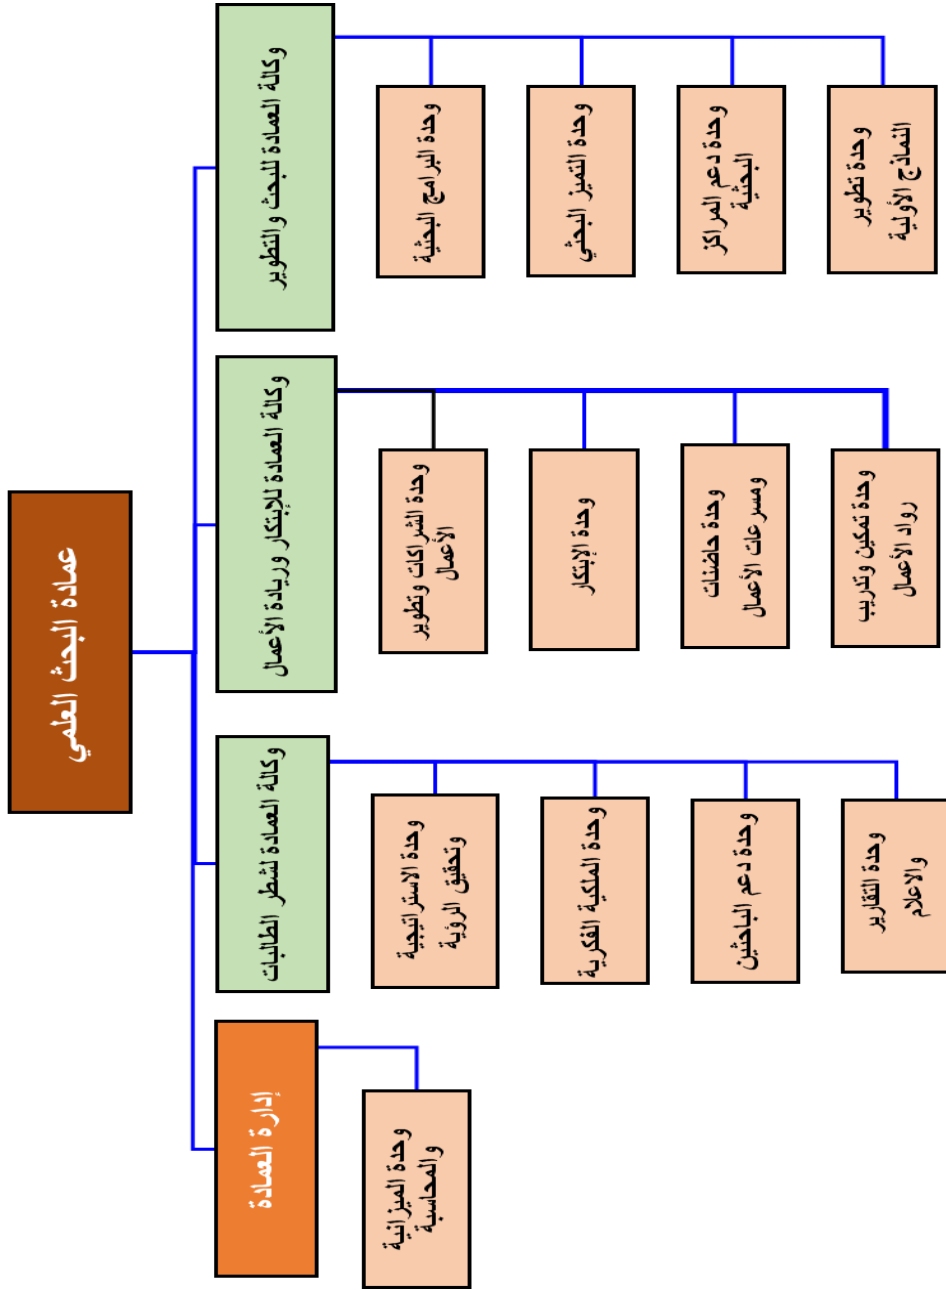 عمادة البحث العلمي
وكالة العمادة للبحث والتطوير
وحدة البرامج البحثية
وحدة التميز البحثي
وحدة دعم المراكز
البحثية
وحدة تطوير
النماذج الأولية
وكالة العمادة للإبتكار وريادة الأعمال
وحدة الشراكات وتطوير
الأعمال
وحدة الإبتكار
وحدة حاضنات
ومسرعات الأعمال
وحدة تمكين وتدريب
رواد الأعمال
وكالة العمادة لشطر الطالبات
وحدة الاستراتيجية
وتحقيق الرؤية
وحدة الملكية الفكرية
وحدة دعم الباحثين
وحدة التقارير
والاعلام
إدارة العمادة
وحدة الميزانية
والمحاسبة